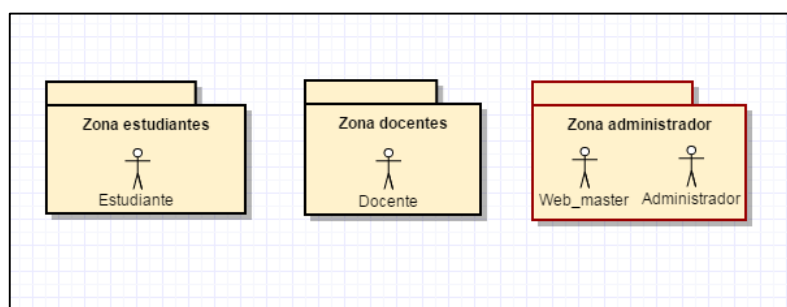 Zona estudiantes
Estudiante
Zona docentes
Docente
Zona administrador
Web_master
Administrador